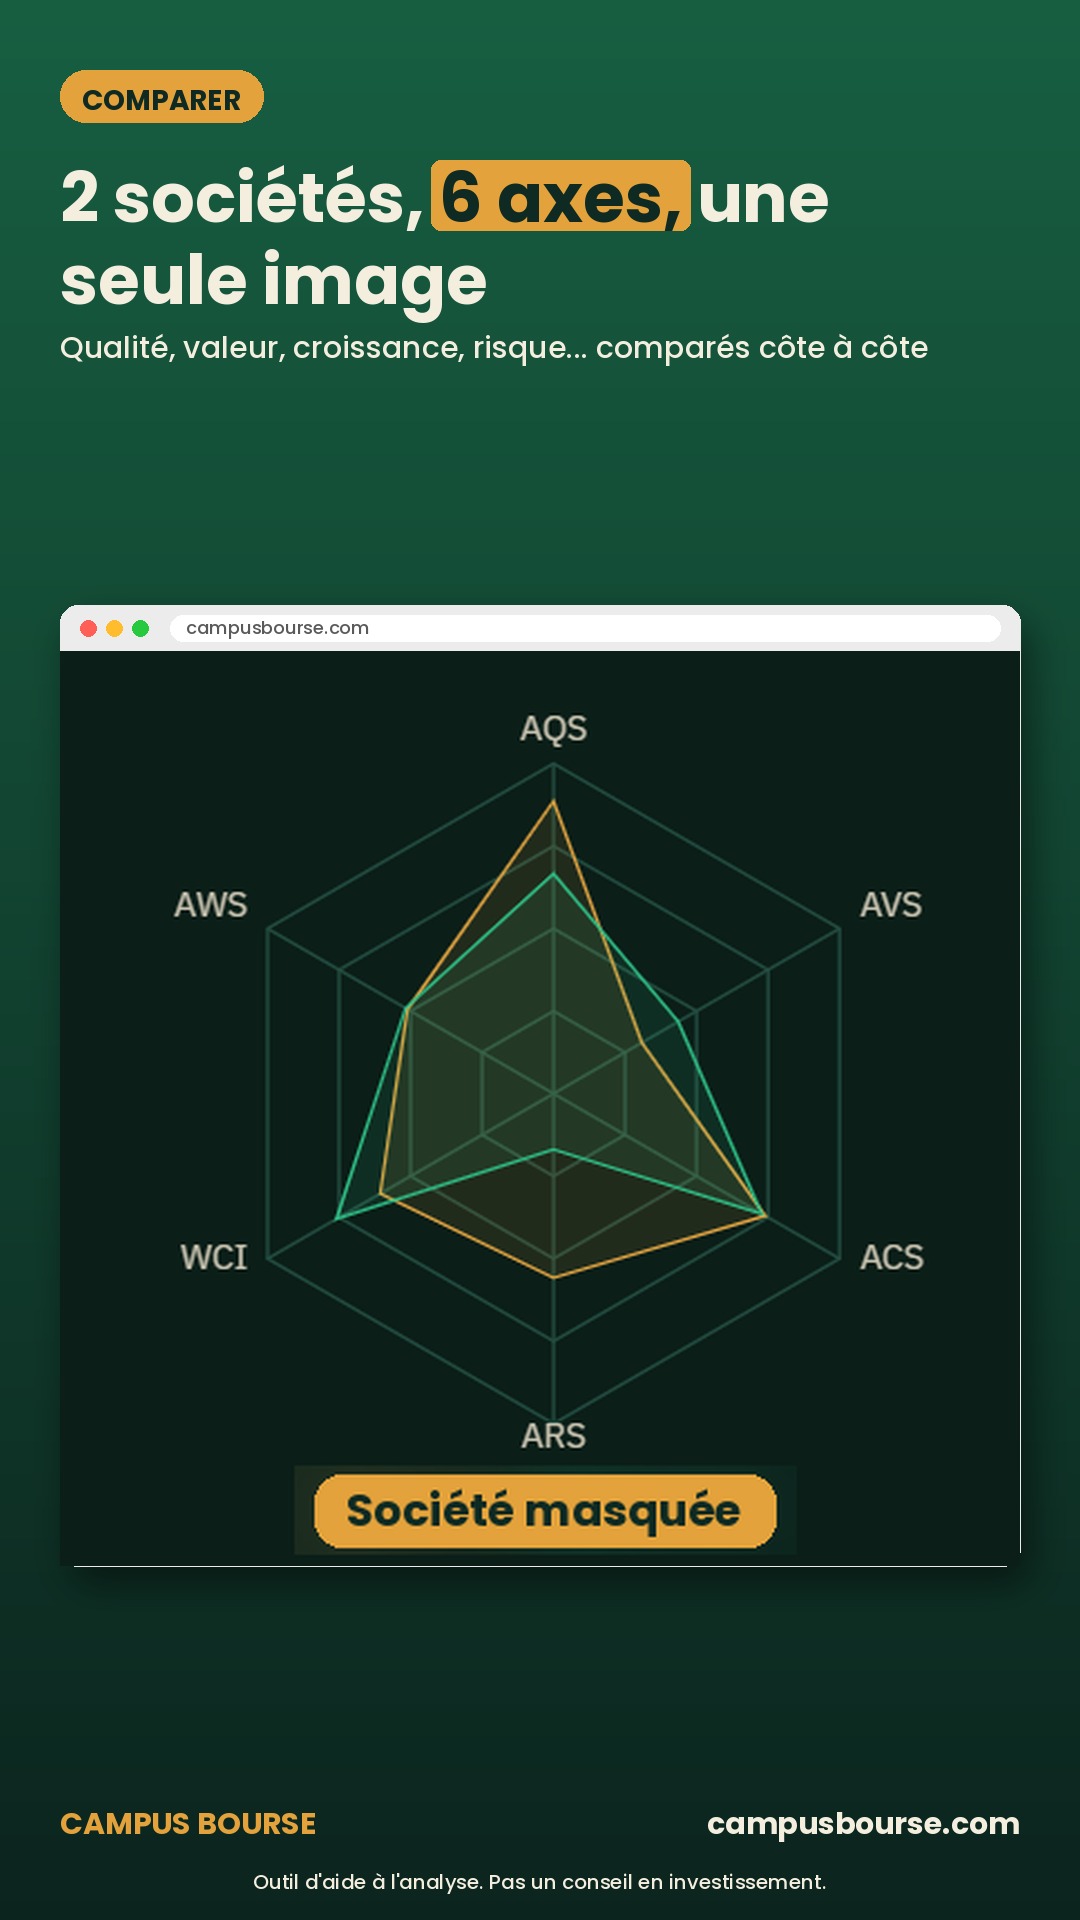 COMPARER
2 sociétés, 6 axes, une
seule image
Qualité, valeur, croissance, risque... comparés côte à côte
campusbourse.com
AQS
AWS
AVS
WCI
ACS
ARS
Société masquée
CAMPUS BOURSE
campusbourse.com
Outil d'aide à l'analyse. Pas un conseil en investissement.